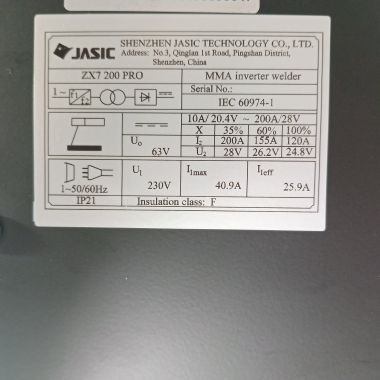 JASIC
SHENZHEN JASIC TECHNOLOGY CO., LTD.
Address: No.3, Qinglan 1st Road, Pingshan District,
Shenzhen, China
ZX7 200 PRO
MMA inverter welder
1~ f1 f2
Serial No.:
IEC 60974-1
10A/ 20.4V ~ 200A/28V
X 35% 60% 100%
U₀ 63V
I₂ 200A 155A 120A
U₂ 28V 26.2V 24.8V
1~50/60Hz
U₁ 230V
I₁max 40.9A
I₁eff 25.9A
IP21
Insulation class: F